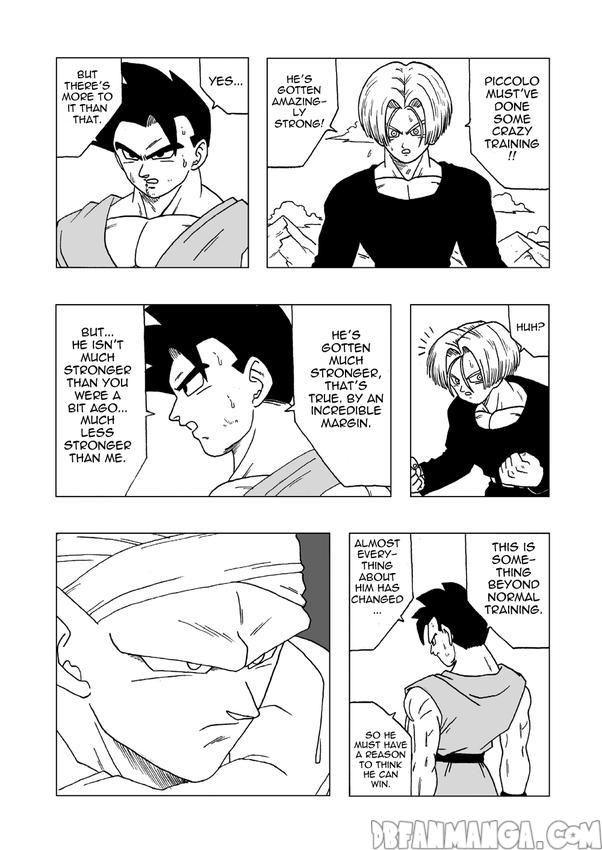 PICCOLO
MUST'VE
DONE
SOME
CRAZY
TRAINING
!!
HE'S
GOTTEN
AMAZING-
LY
STRONG!
YES...
BUT
THERE'S
MORE TO
IT THAN
THAT.
HUH?
HE'S
GOTTEN
MUCH
STRONGER,
THAT'S
TRUE. BY AN
INCREDIBLE
MARGIN.
BUT...
HE ISN'T
MUCH
STRONGER
THAN YOU
WERE A
BIT AGO...
MUCH
LESS
STRONGER
THAN ME.
THIS IS
SOME-
THING
BEYOND
NORMAL
TRAINING.
ALMOST
EVERY-
THING
ABOUT
HIM HAS
CHANGED
...
SO HE
MUST HAVE
A REASON
TO THINK
HE CAN
WIN.
DBFANMANGA.COM